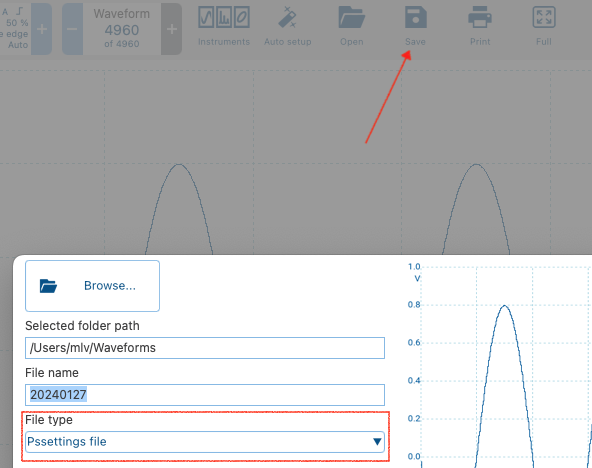 A
50 %
e edge
Auto
+
−
Waveform
4960
of 4960
+
Instruments
Auto setup
Open
Save
Print
Full
Browse...
Selected folder path
/Users/mlv/Waveforms
File name
20240127
File type
Pssettings file
1.0
V
0.8
0.6
0.4
0.2
0.0